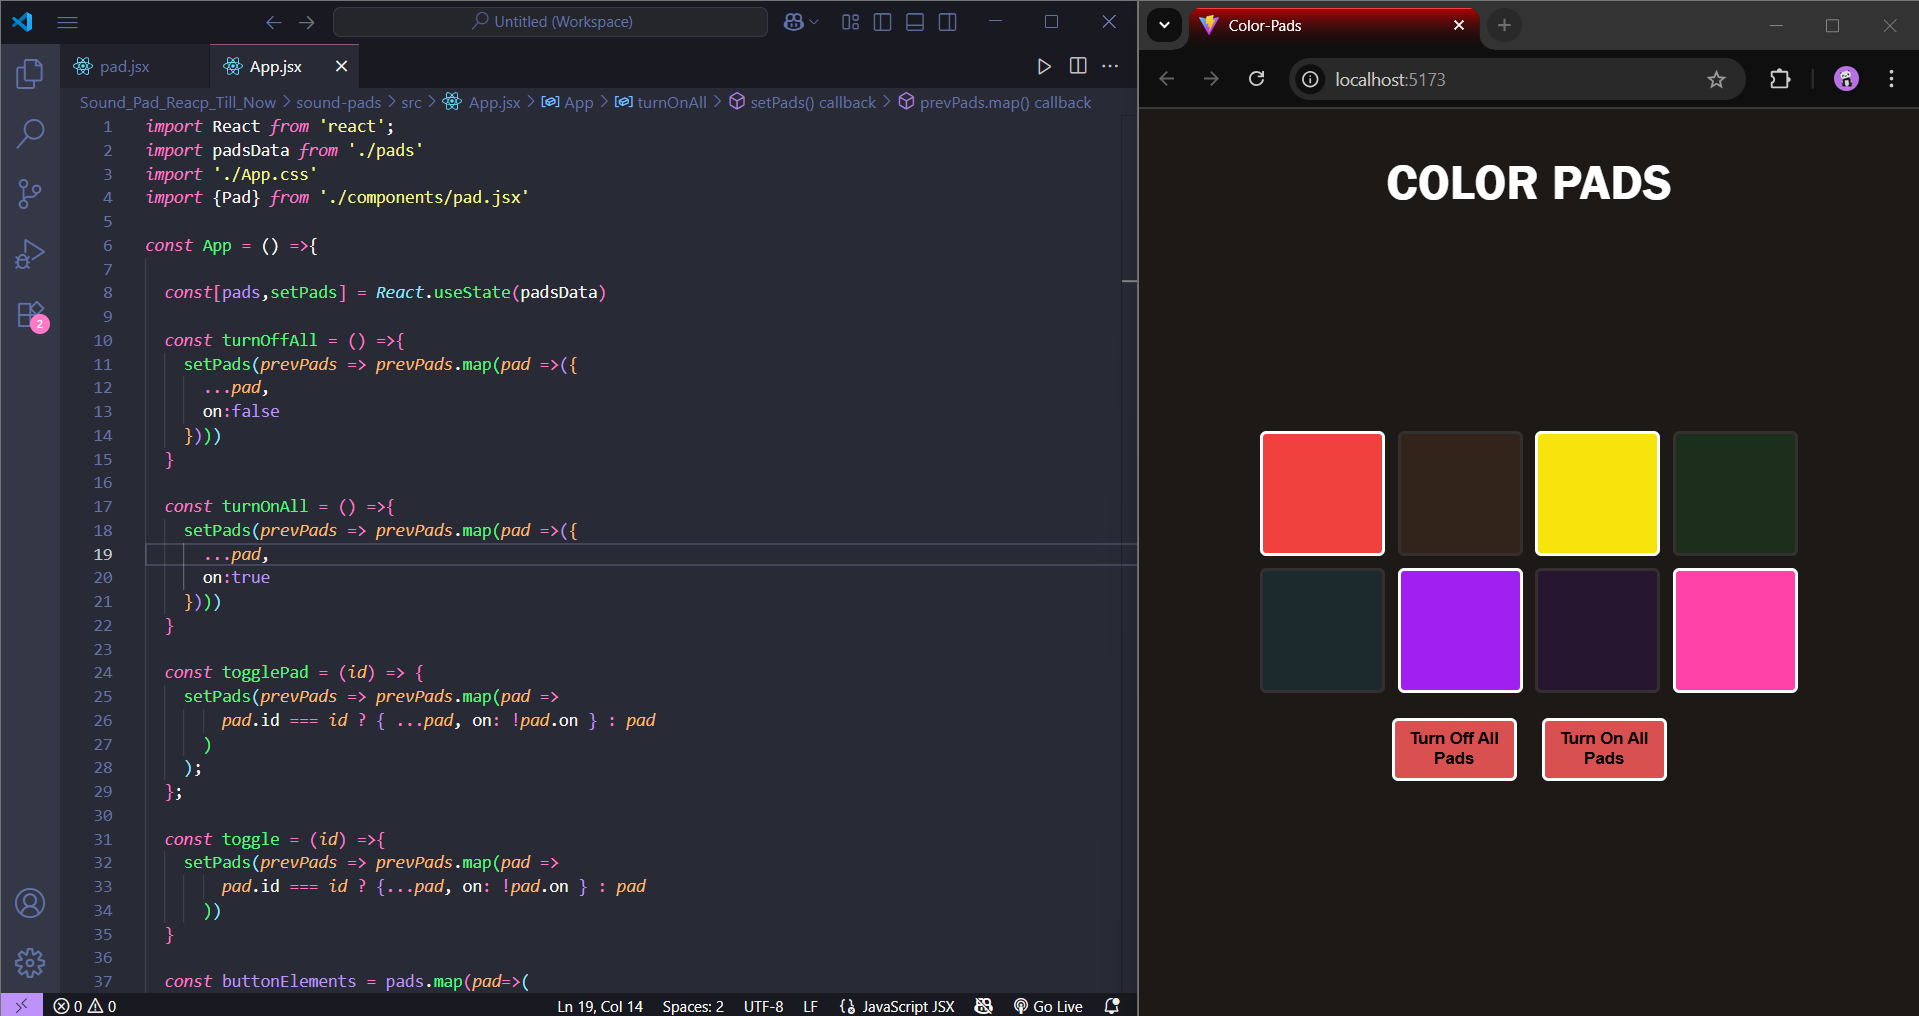 Untitled (Workspace)
pad.jsx
App.jsx
Sound_Pad_Reacp_Till_Now > sound-pads > src > App.jsx > App > turnOnAll > setPads() callback > prevPads.map() callback
1 import React from 'react';
2 import padsData from './pads'
3 import './App.css'
4 import {Pad} from './components/pad.jsx'
5
6 const App = () =>{
7
8 const[pads,setPads] = React.useState(padsData)
9
10 const turnOffAll = () =>{
11 setPads(prevPads => prevPads.map(pad =>({
12 ...pad,
13 on:false
14 })))
15 }
16
17 const turnOnAll = () =>{
18 setPads(prevPads => prevPads.map(pad =>({
19 ...pad,
20 on:true
21 })))
22 }
23
24 const togglePad = (id) => {
25 setPads(prevPads => prevPads.map(pad =>
26 pad.id === id ? { ...pad, on: !pad.on } : pad
27 )
28 );
29 };
30
31 const toggle = (id) =>{
32 setPads(prevPads => prevPads.map(pad =>
33 pad.id === id ? {...pad, on: !pad.on } : pad
34 ))
35 }
36
37 const buttonElements = pads.map(pad=>(
2
0 0
Ln 19, Col 14
Spaces: 2
UTF-8
LF
JavaScript JSX
Go Live
Color-Pads
localhost:5173
COLOR PADS
Turn Off All
Pads
Turn On All
Pads